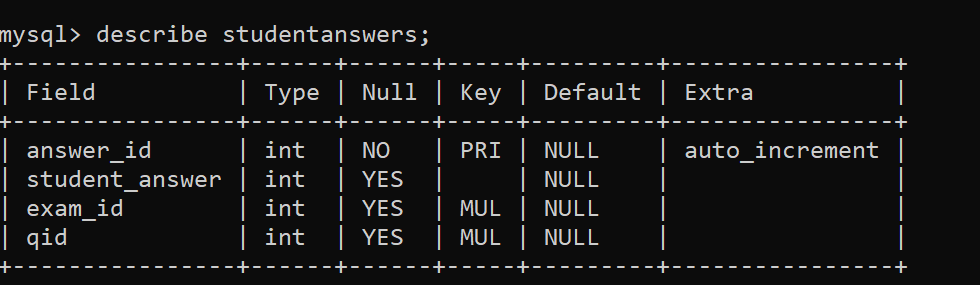 mysql> describe studentanswers;
+----------------+------+------+-----+---------+----------------+
| Field          | Type | Null | Key | Default | Extra          |
+----------------+------+------+-----+---------+----------------+
| answer_id      | int  | NO   | PRI | NULL    | auto_increment |
| student_answer | int  | YES  |     | NULL    |                |
| exam_id        | int  | YES  | MUL | NULL    |                |
| qid            | int  | YES  | MUL | NULL    |                |
+----------------+------+------+-----+---------+----------------+